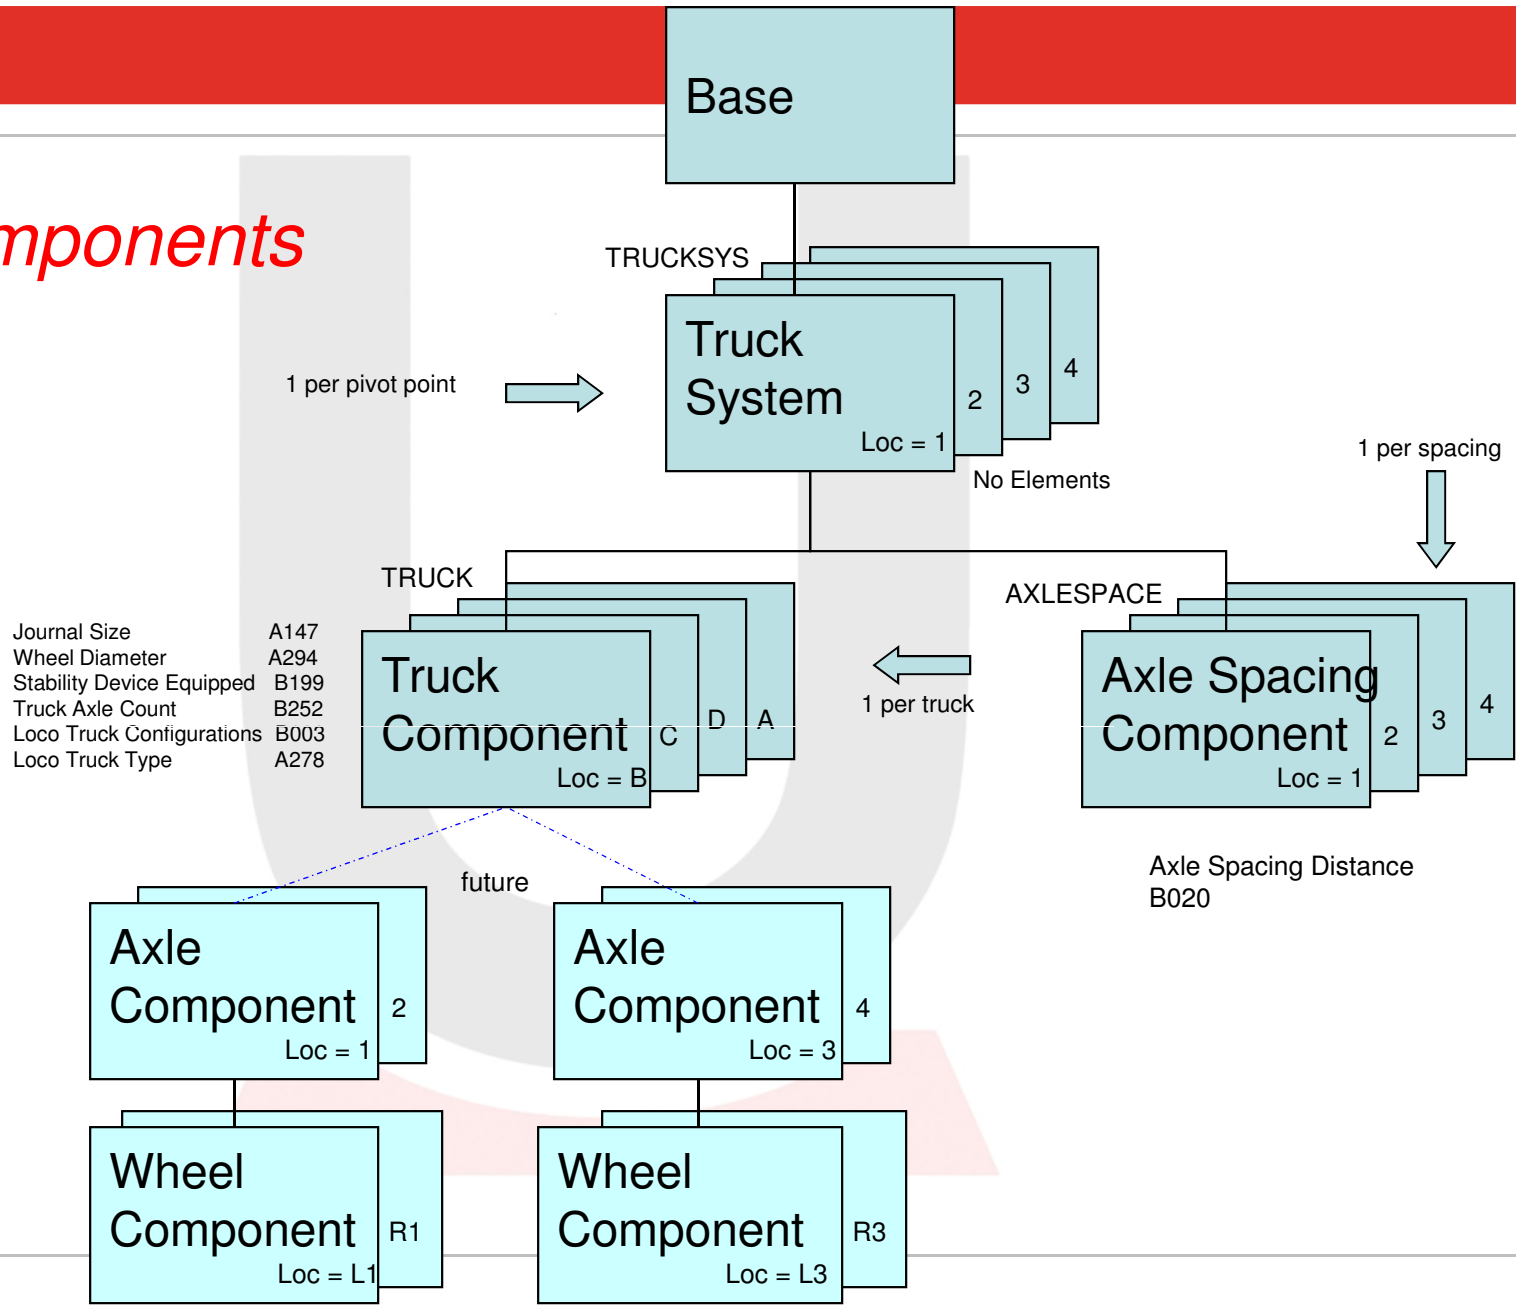 Base
mponents
TRUCKSYS
Truck
System
Loc = 1
2
3
4
1 per pivot point
No Elements
1 per spacing
TRUCK
AXLESPACE
Journal Size A147
Wheel Diameter A294
Stability Device Equipped B199
Truck Axle Count B252
Loco Truck Configurations B003
Loco Truck Type A278
Truck
Component
Loc = B
C
D
A
1 per truck
Axle Spacing
Component
Loc = 1
2
3
4
Axle Spacing Distance
B020
future
Axle
Component
Loc = 1
2
Axle
Component
Loc = 3
4
Wheel
Component
Loc = L1
R1
Wheel
Component
Loc = L3
R3